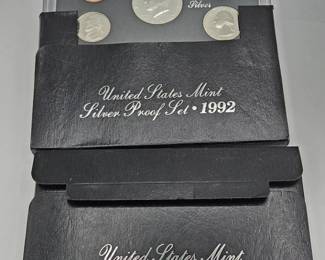 Silver
United States Mint
Silver Proof Set • 1992
United States Mint